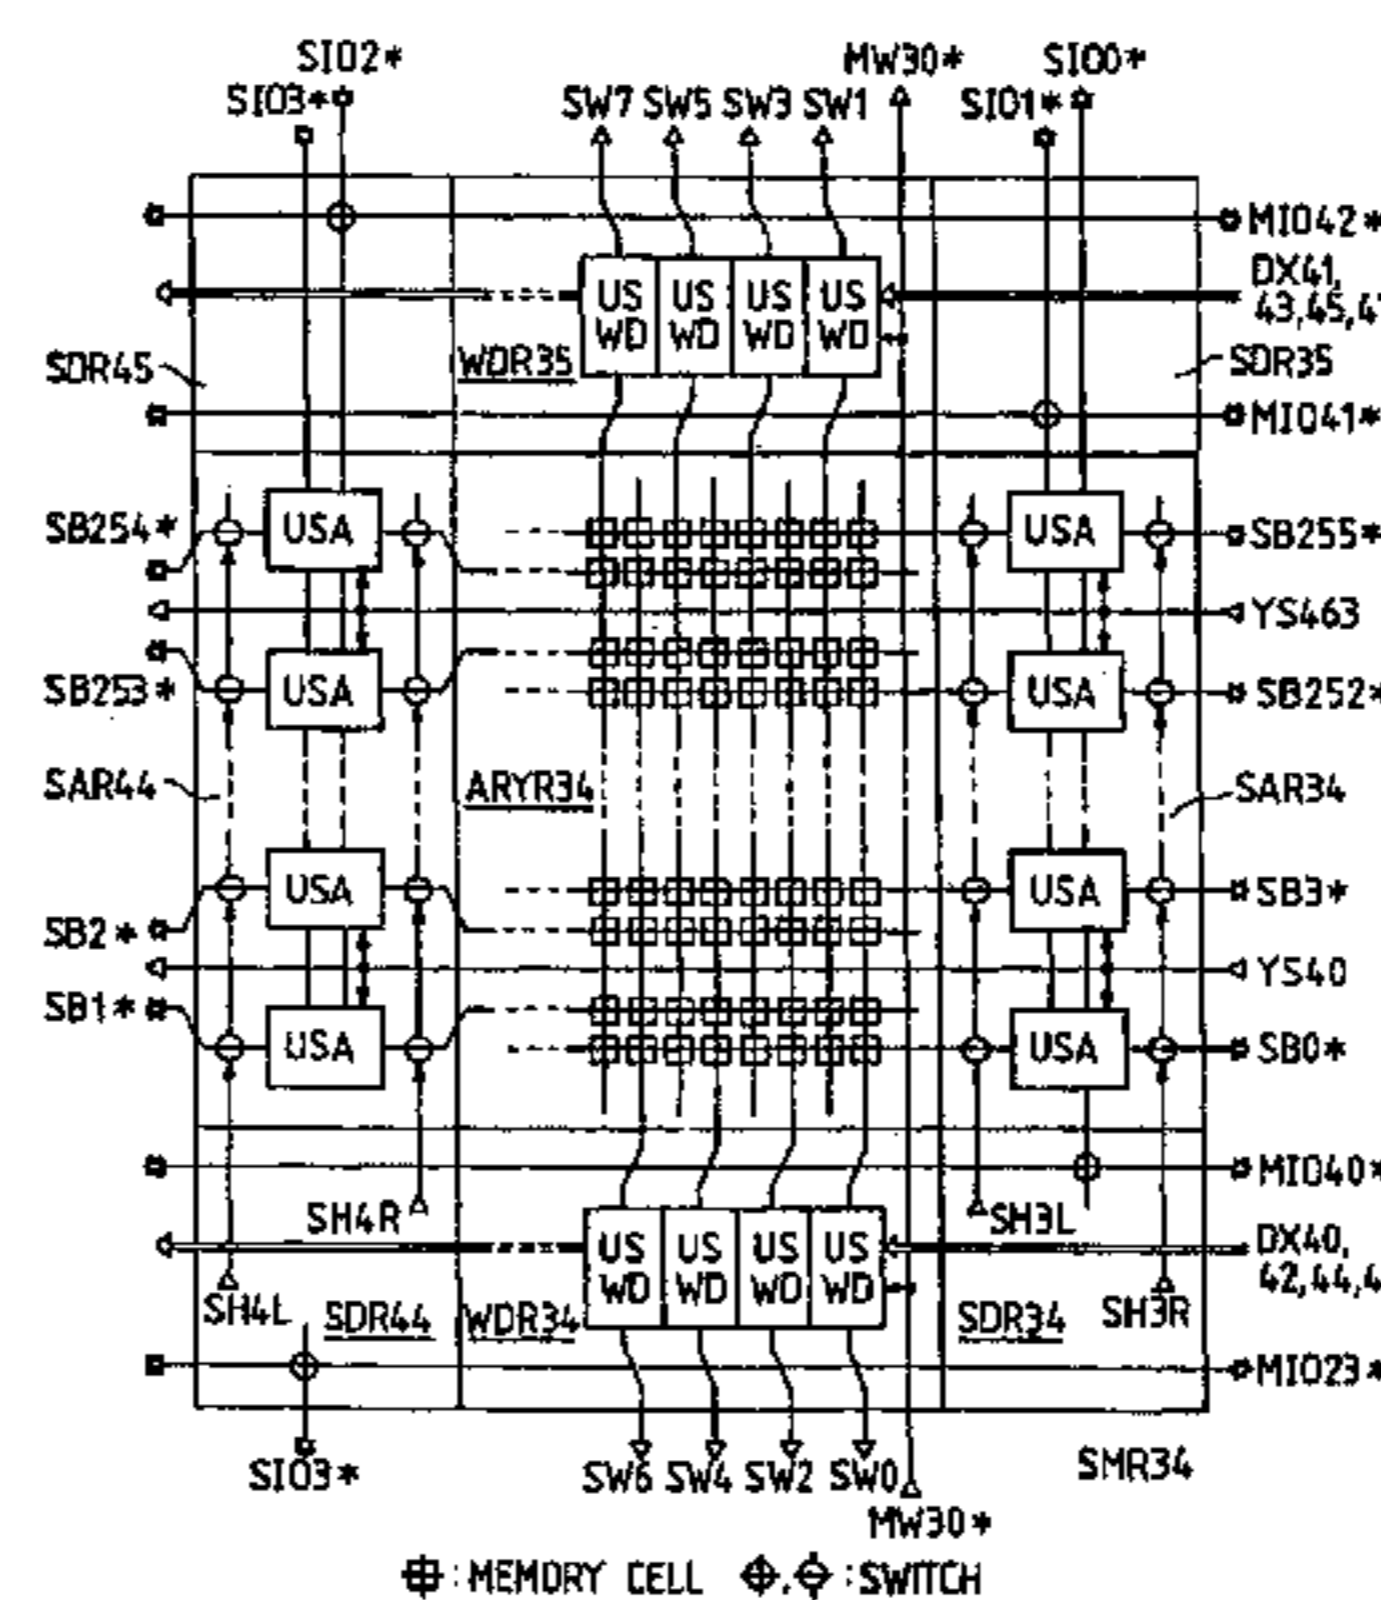 SIO2* MW30* SIO0*
SIO3* SW7 SW5 SW3 SW1 SIO1*
MIO42*
DX41,
US US US US
WD WD WD WD
43,45,4
SDR45 WDR35 SDR35
MIO41*
SB254* USA USA SB255*
YS463
SB253* USA USA SB252*
SAR44 ARYR34 SAR34
USA USA SB3*
SB2*
YS40
SB1* USA USA SB0*
MIO40*
SH4R SH3L
US US US US DX40,
WD WD WD WD 42,44,4
SH4L SDR44 WDR34 SDR34 SH3R
MIO23*
SIO3* SW6 SW4 SW2 SW0 SMR34
MW30*
:MEMORY CELL , :SWITCH